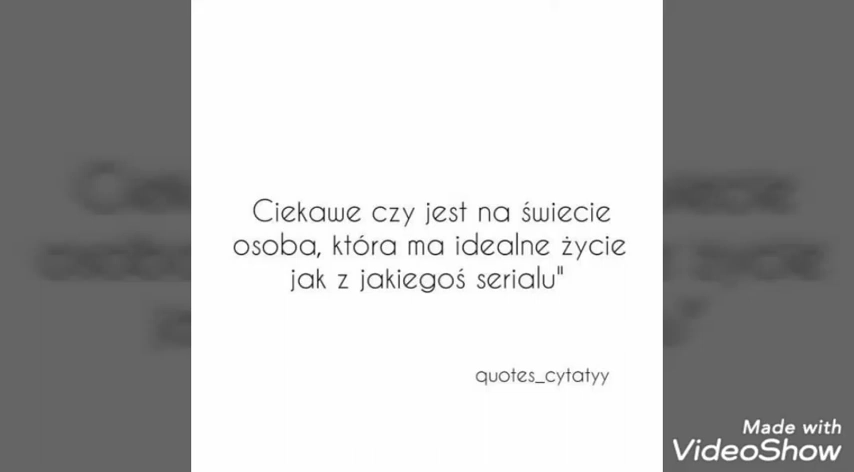 Ciekawe czy jest na świecie
osoba, która ma idealne życie
jak z jakiegoś serialu"
quotes_cytatyy
Made with
VideoShow